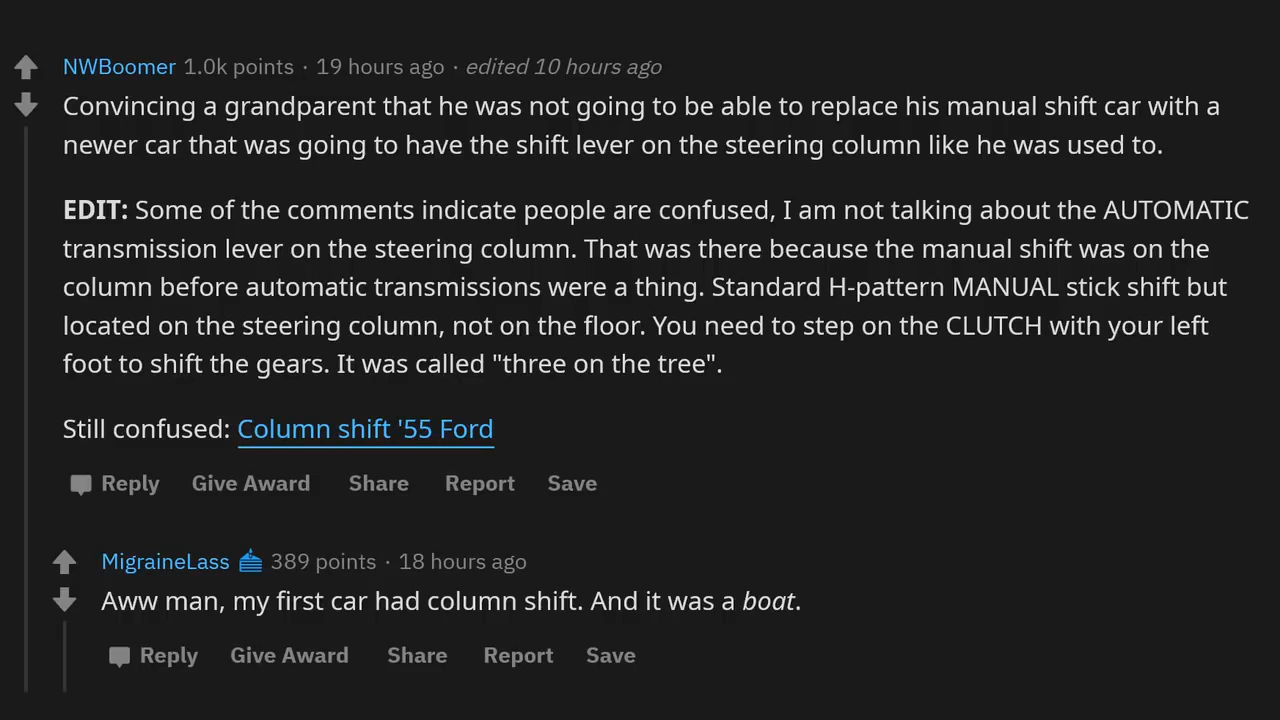 NWBoomer 1.0k points · 19 hours ago · edited 10 hours ago
Convincing a grandparent that he was not going to be able to replace his manual shift car with a
newer car that was going to have the shift lever on the steering column like he was used to.
EDIT: Some of the comments indicate people are confused, I am not talking about the AUTOMATIC
transmission lever on the steering column. That was there because the manual shift was on the
column before automatic transmissions were a thing. Standard H-pattern MANUAL stick shift but
located on the steering column, not on the floor. You need to step on the CLUTCH with your left
foot to shift the gears. It was called "three on the tree".
Still confused: Column shift '55 Ford
Reply Give Award Share Report Save
MigraineLass 389 points · 18 hours ago
Aww man, my first car had column shift. And it was a boat.
Reply Give Award Share Report Save